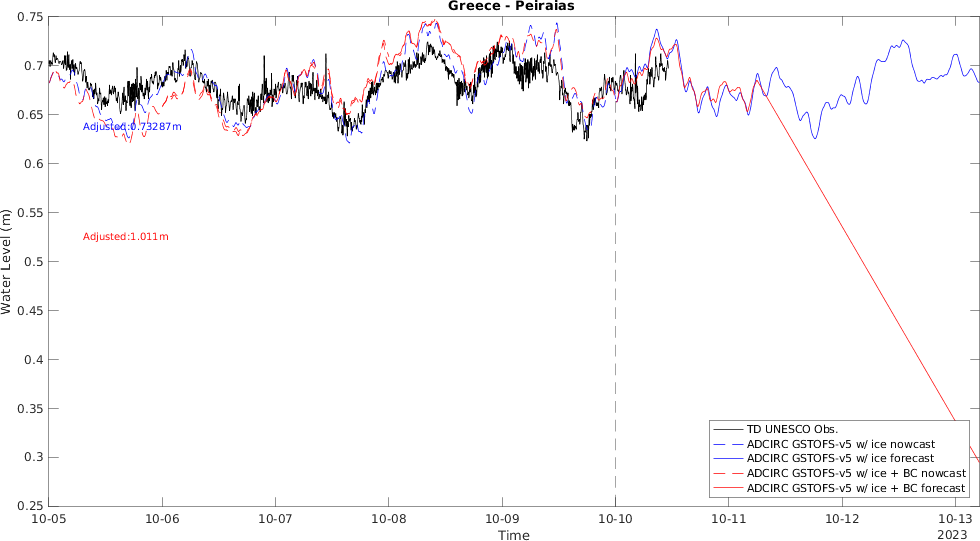 Greece - Peiraias
Water Level (m)
0.75
0.7
0.65
0.6
0.55
0.5
0.45
0.4
0.35
0.3
0.25
Adjusted:0.73287m
Adjusted:1.011m
TD UNESCO Obs.
ADCIRC GSTOFS-v5 w/ ice nowcast
ADCIRC GSTOFS-v5 w/ ice forecast
ADCIRC GSTOFS-v5 w/ ice + BC nowcast
ADCIRC GSTOFS-v5 w/ ice + BC forecast
10-05 10-06 10-07 10-08 10-09 10-10 10-11 10-12 10-13
Time
2023